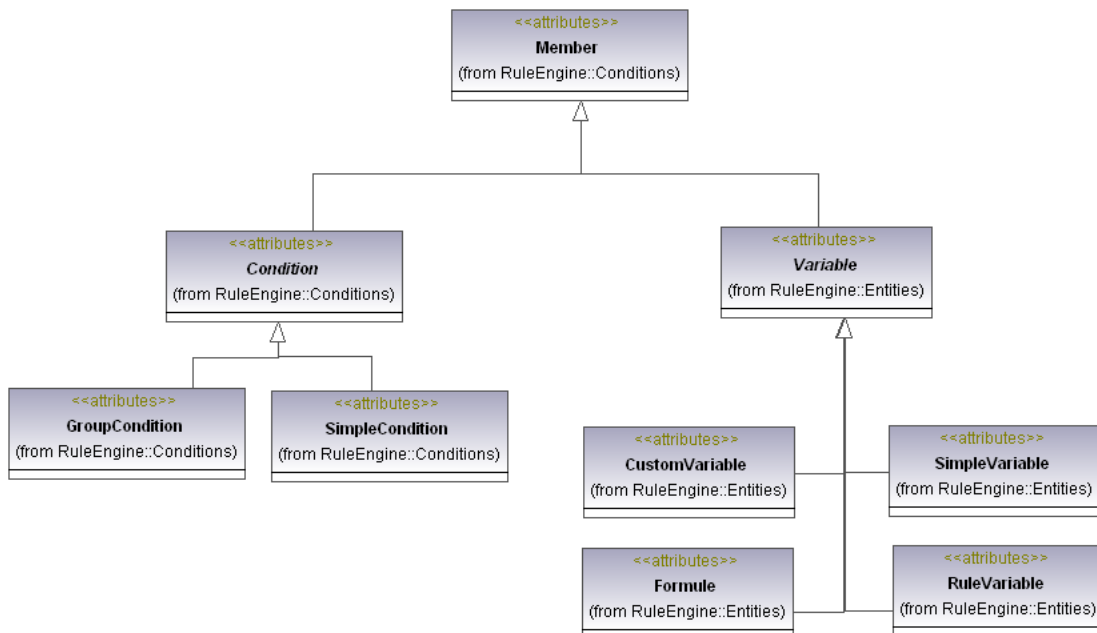 <<attributes>>
Member
(from RuleEngine::Conditions)
<<attributes>>
Condition
(from RuleEngine::Conditions)
<<attributes>>
Variable
(from RuleEngine::Entities)
<<attributes>>
GroupCondition
(from RuleEngine::Conditions)
<<attributes>>
SimpleCondition
(from RuleEngine::Conditions)
<<attributes>>
CustomVariable
(from RuleEngine::Entities)
<<attributes>>
SimpleVariable
(from RuleEngine::Entities)
<<attributes>>
Formule
(from RuleEngine::Entities)
<<attributes>>
RuleVariable
(from RuleEngine::Entities)